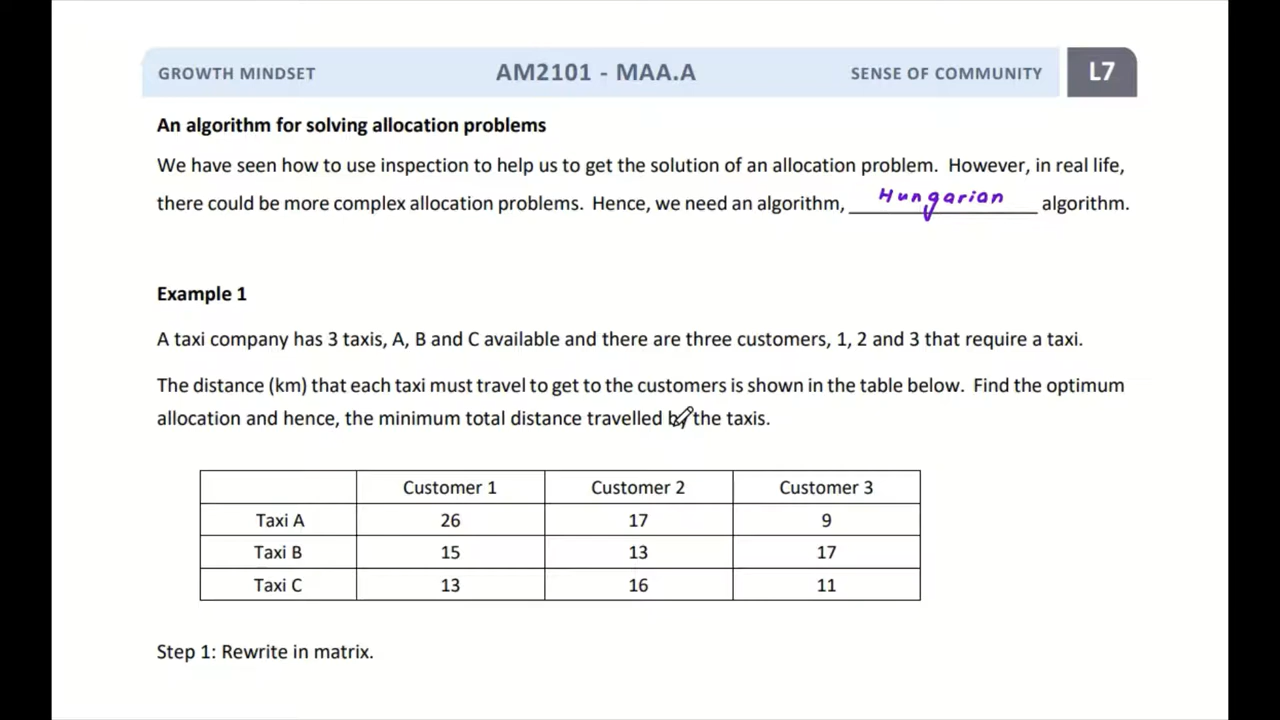 GROWTH MINDSET AM2101 - MAA.A SENSE OF COMMUNITY L7
An algorithm for solving allocation problems
We have seen how to use inspection to help us to get the solution of an allocation problem. However, in real life,
there could be more complex allocation problems. Hence, we need an algorithm, Hungarian algorithm.
Example 1
A taxi company has 3 taxis, A, B and C available and there are three customers, 1, 2 and 3 that require a taxi.
The distance (km) that each taxi must travel to get to the customers is shown in the table below. Find the optimum
allocation and hence, the minimum total distance travelled by the taxis.
Customer 1 Customer 2 Customer 3
Taxi A 26 17 9
Taxi B 15 13 17
Taxi C 13 16 11
Step 1: Rewrite in matrix.